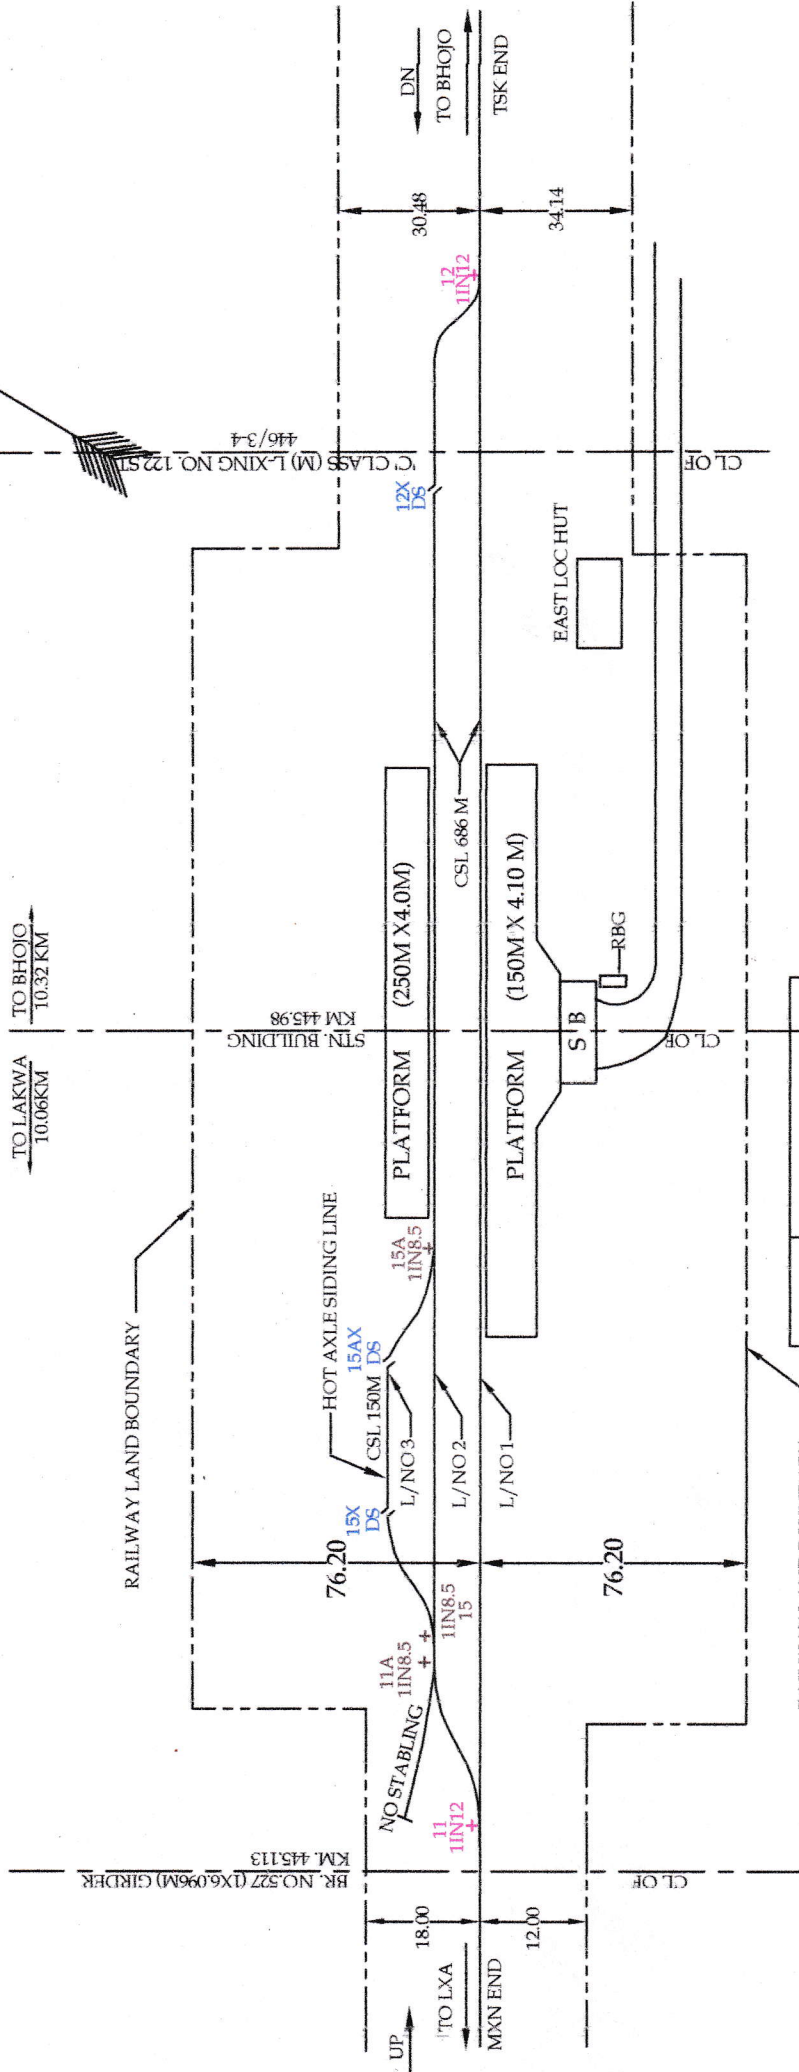 TO LAKWA
10.06KM
TO BHOJO
10.32 KM
RAILWAY LAND BOUNDARY
BR. NO.527 (1X6.096M) GIRDER
KM. 445.113
CL OF
STN. BUILDING
KM 445.98
CL OF
'C' CLASS (M) L-XING NO. 122 ST
446/3-4
CL OF
UP
TO LXA
MXN END
18.00
12.00
NO STABLING
11
1IN12
11A
1IN8.5
1IN8.5
15
76.20
76.20
15X
DS
HOT AXLE SIDING LINE
CSL 150M
15AX
DS
L/NO 3
L/NO 2
L/NO 1
15A
1IN8.5
PLATFORM (250M X4.0M)
PLATFORM (150M X 4.10 M)
S B
RBG
CSL 686 M
EAST LOC HUT
12X
DS
12
1IN12
30.48
34.14
DN
TO BHOJO
TSK END